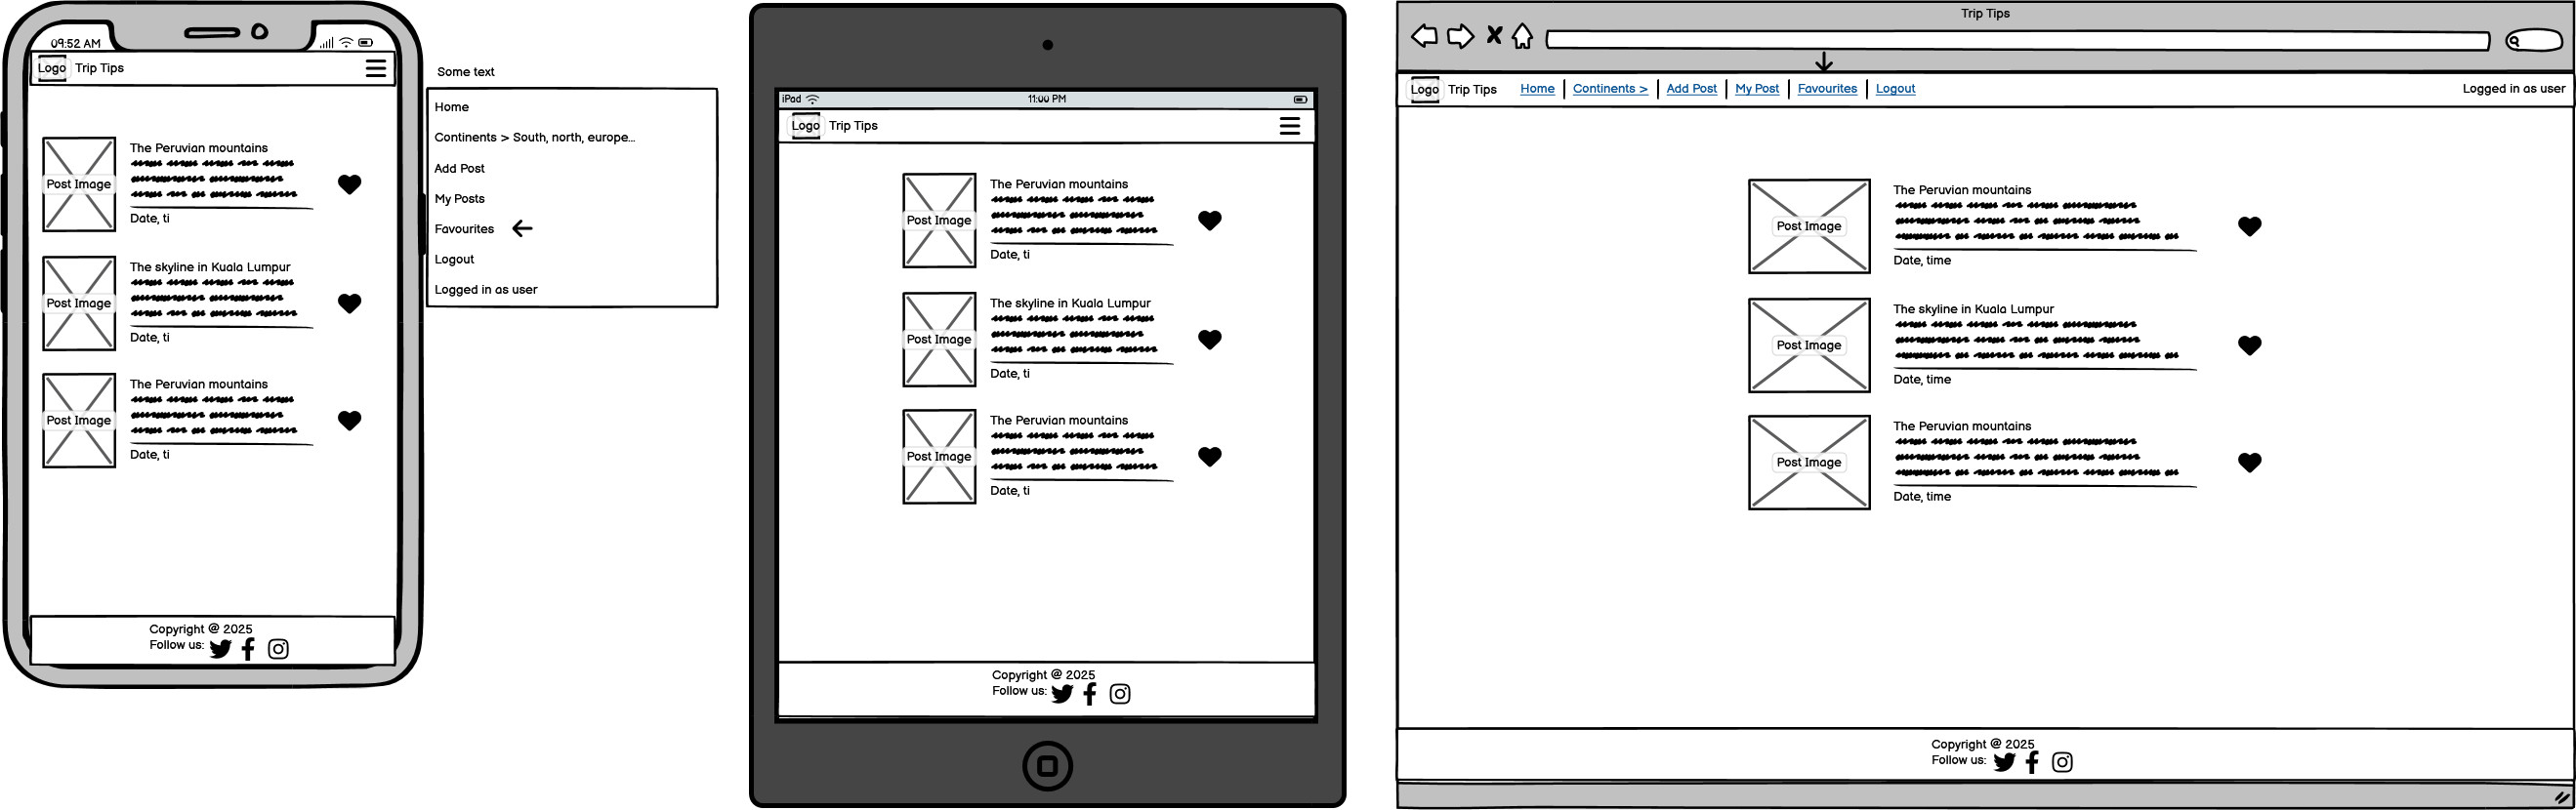 09:52 AM
Logo Trip Tips
The Peruvian mountains
Post Image
Date, ti
The skyline in Kuala Lumpur
Post Image
Date, ti
The Peruvian mountains
Post Image
Date, ti
Copyright @ 2025
Follow us:
Some text
Home
Continents > South, north, europe...
Add Post
My Posts
Favourites
Logout
Logged in as user
iPad 11:00 PM
Logo Trip Tips
The Peruvian mountains
Post Image
Date, ti
The skyline in Kuala Lumpur
Post Image
Date, ti
The Peruvian mountains
Post Image
Date, ti
Copyright @ 2025
Follow us:
Trip Tips
Logo Trip Tips Home Continents > Add Post My Post Favourites Logout Logged in as user
The Peruvian mountains
Post Image
Date, time
The skyline in Kuala Lumpur
Post Image
Date, time
The Peruvian mountains
Post Image
Date, time
Copyright @ 2025
Follow us: